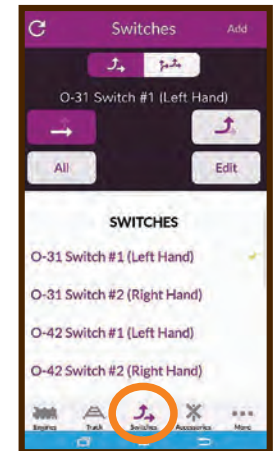 Switches Add
O-31 Switch #1 (Left Hand)
All Edit
SWITCHES
O-31 Switch #1 (Left Hand)
O-31 Switch #2 (Right Hand)
O-42 Switch #1 (Left Hand)
O-42 Switch #2 (Right Hand)
Engines Track Switches Accessories More